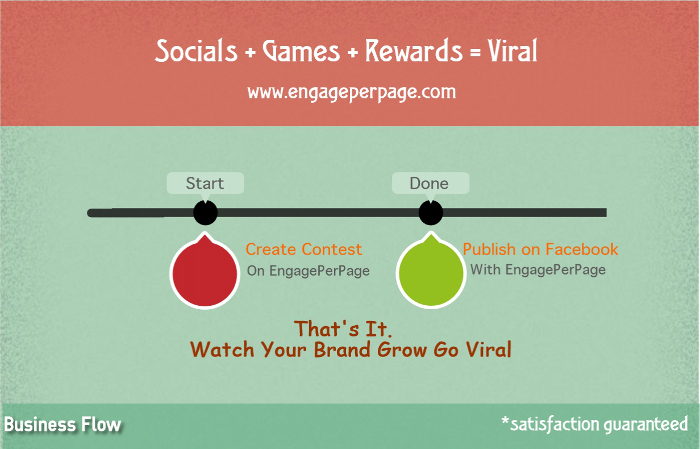 Socials + Games + Rewards = Viral
www.engageperpage.com
Start
Done
Create Contest
On EngagePerPage
Publish on Facebook
With EngagePerPage
That's It.
Watch Your Brand Grow Go Viral
Business Flow
*satisfaction guaranteed